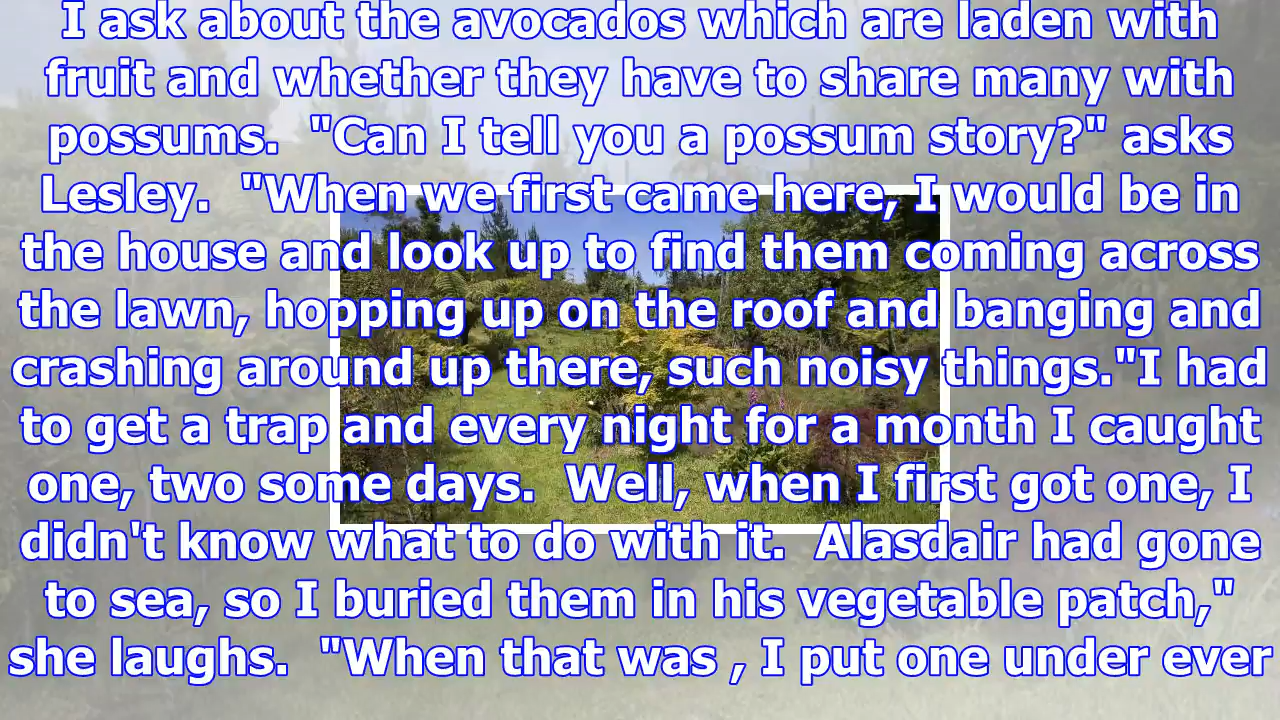 I ask about the avocados which are laden with
fruit and whether they have to share many with
possums.  "Can I tell you a possum story?" asks
Lesley.  "When we first came here, I would be in
the house and look up to find them coming across
the lawn, hopping up on the roof and banging and
crashing around up there, such noisy things."I had
to get a trap and every night for a month I caught
one, two some days.  Well, when I first got one, I
didn't know what to do with it.  Alasdair had gone
to sea, so I buried them in his vegetable patch,"
she laughs.  "When that was , I put one under ever